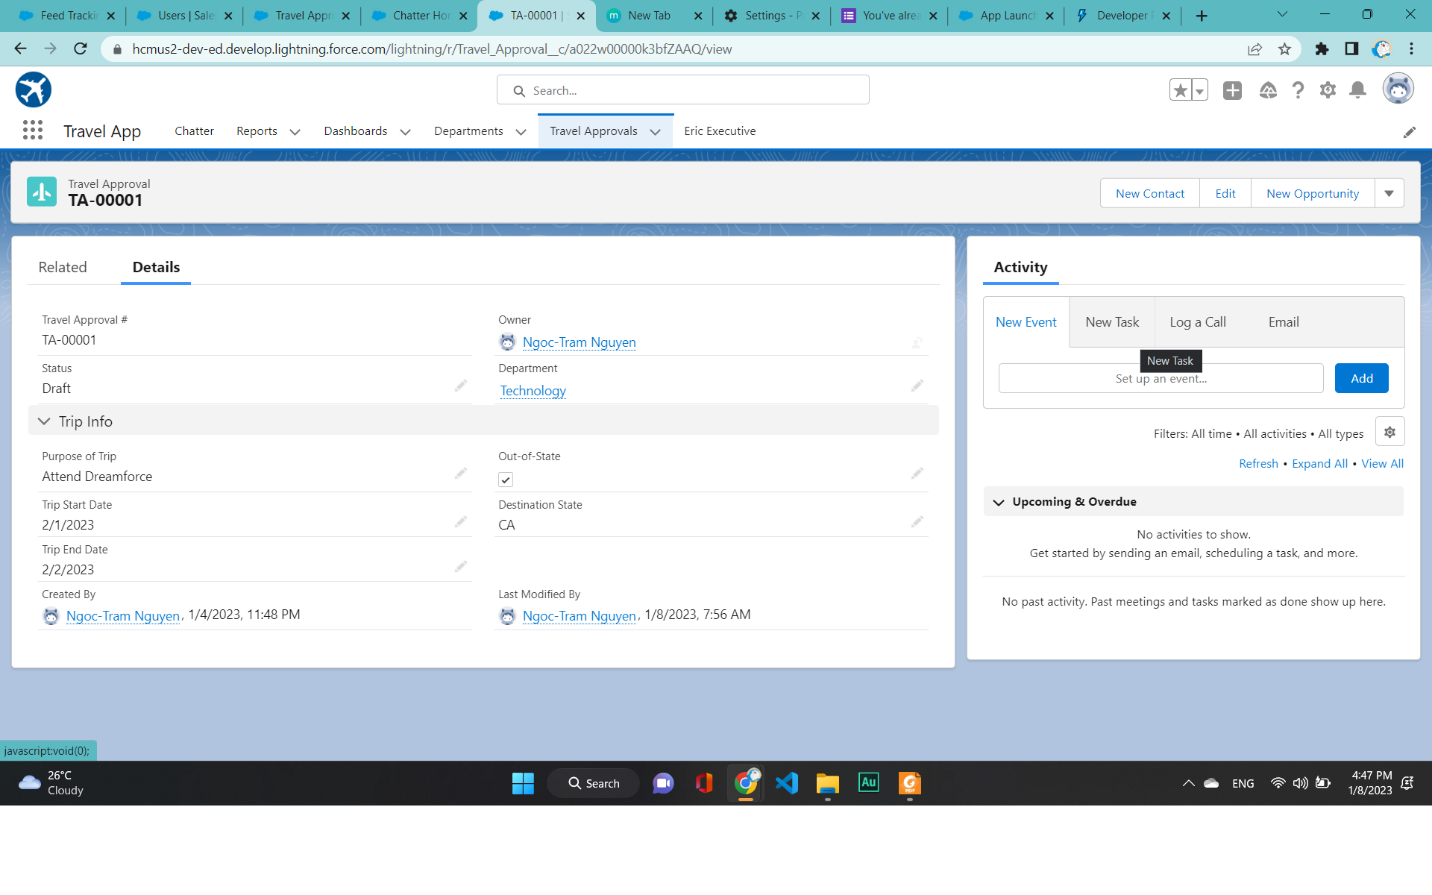 Feed Tracki
Users | Sale
Travel Appr
Chatter Hor
TA-00001 |
New Tab
Settings - P
You've alrea
App Launch
Developer
hcmus2-dev-ed.develop.lightning.force.com/lightning/r/Travel_Approval__c/a022w00000k3bfZAAQ/view
Search...
Travel App
Chatter
Reports
Dashboards
Departments
Travel Approvals
Eric Executive
Travel Approval
TA-00001
New Contact
Edit
New Opportunity
Related
Details
Travel Approval #
TA-00001
Owner
Ngoc-Tram Nguyen
Status
Draft
Department
Technology
Trip Info
Purpose of Trip
Attend Dreamforce
Out-of-State
Trip Start Date
2/1/2023
Destination State
CA
Trip End Date
2/2/2023
Created By
Ngoc-Tram Nguyen, 1/4/2023, 11:48 PM
Last Modified By
Ngoc-Tram Nguyen, 1/8/2023, 7:56 AM
Activity
New Event
New Task
Log a Call
Email
New Task
Set up an event...
Add
Filters: All time • All activities • All types
Refresh • Expand All • View All
Upcoming & Overdue
No activities to show.
Get started by sending an email, scheduling a task, and more.
No past activity. Past meetings and tasks marked as done show up here.
javascript:void(0);
26°C
Cloudy
Search
Au
ENG
4:47 PM
1/8/2023